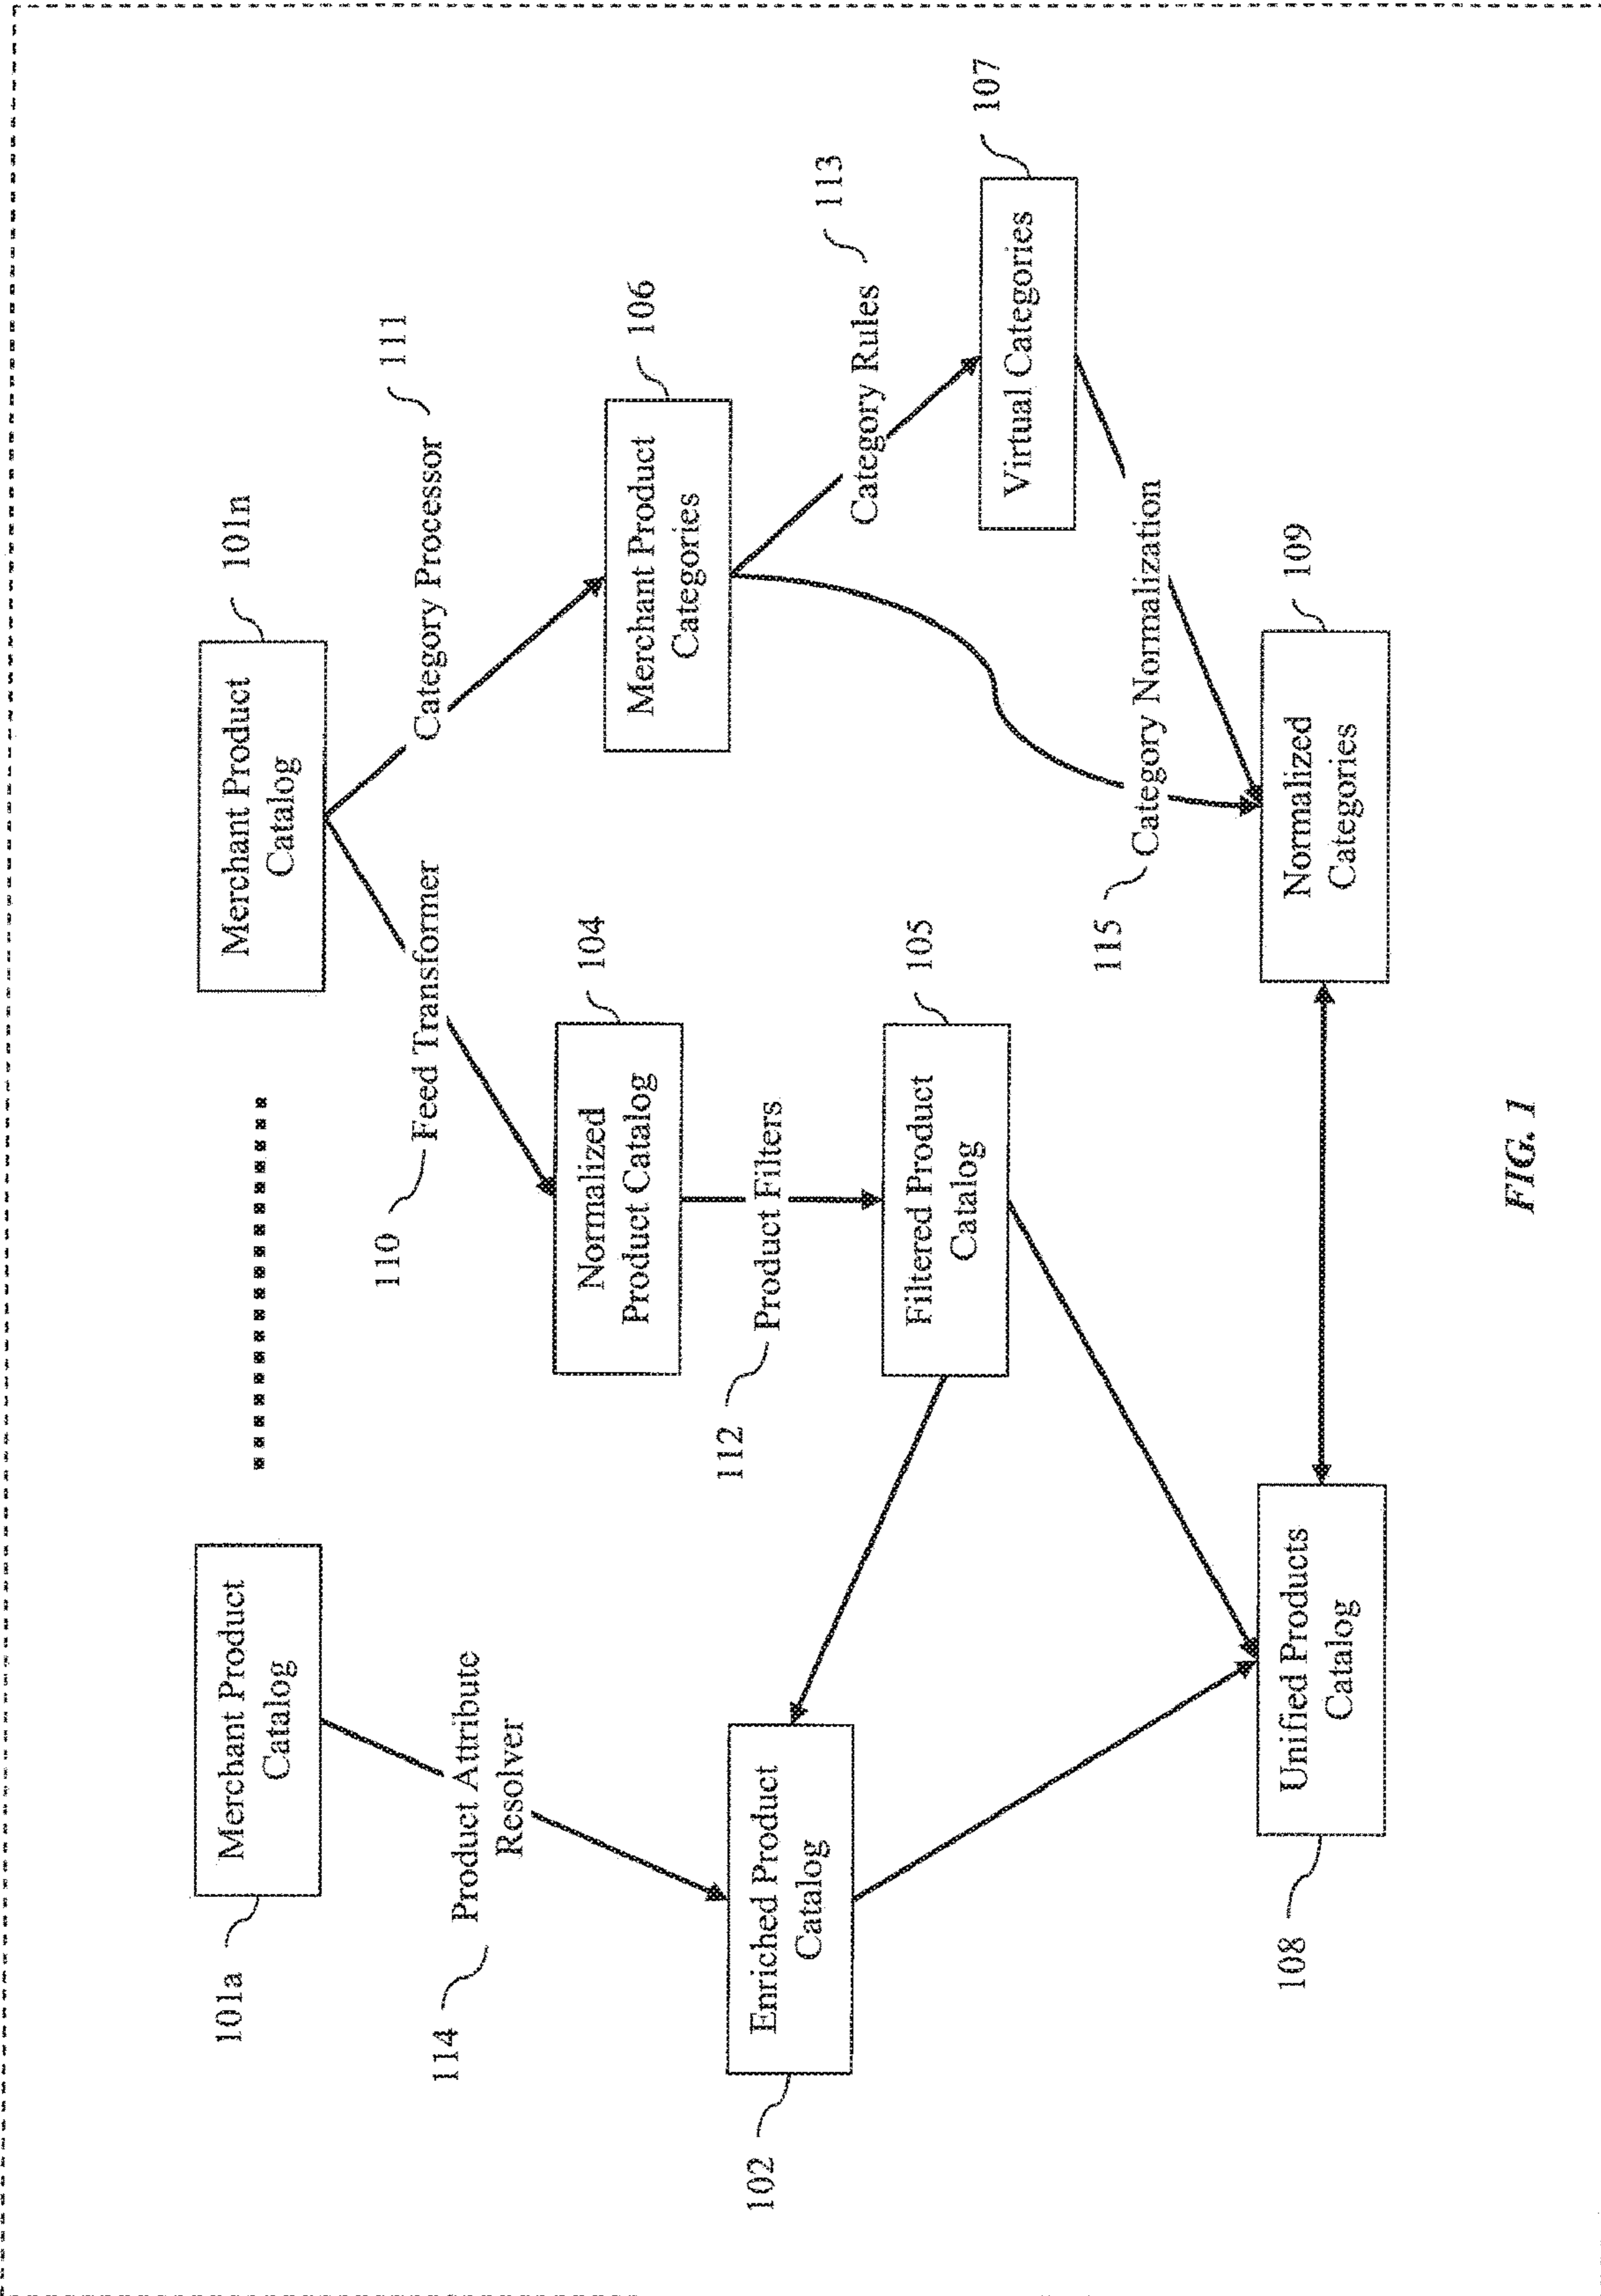 101a
Merchant Product
Catalog
Merchant Product
Catalog
101n
114
Product Attribute
Resolver
110
Feed Transformer
Category Processor
111
Normalized
Product Catalog
104
Merchant Product
Categories
106
112
Product Filters
102
Enriched Product
Catalog
Filtered Product
Catalog
105
Category Rules
113
Virtual Categories
107
115
Category Normalization
108
Unified Products
Catalog
Normalized
Categories
109
FIG. 1